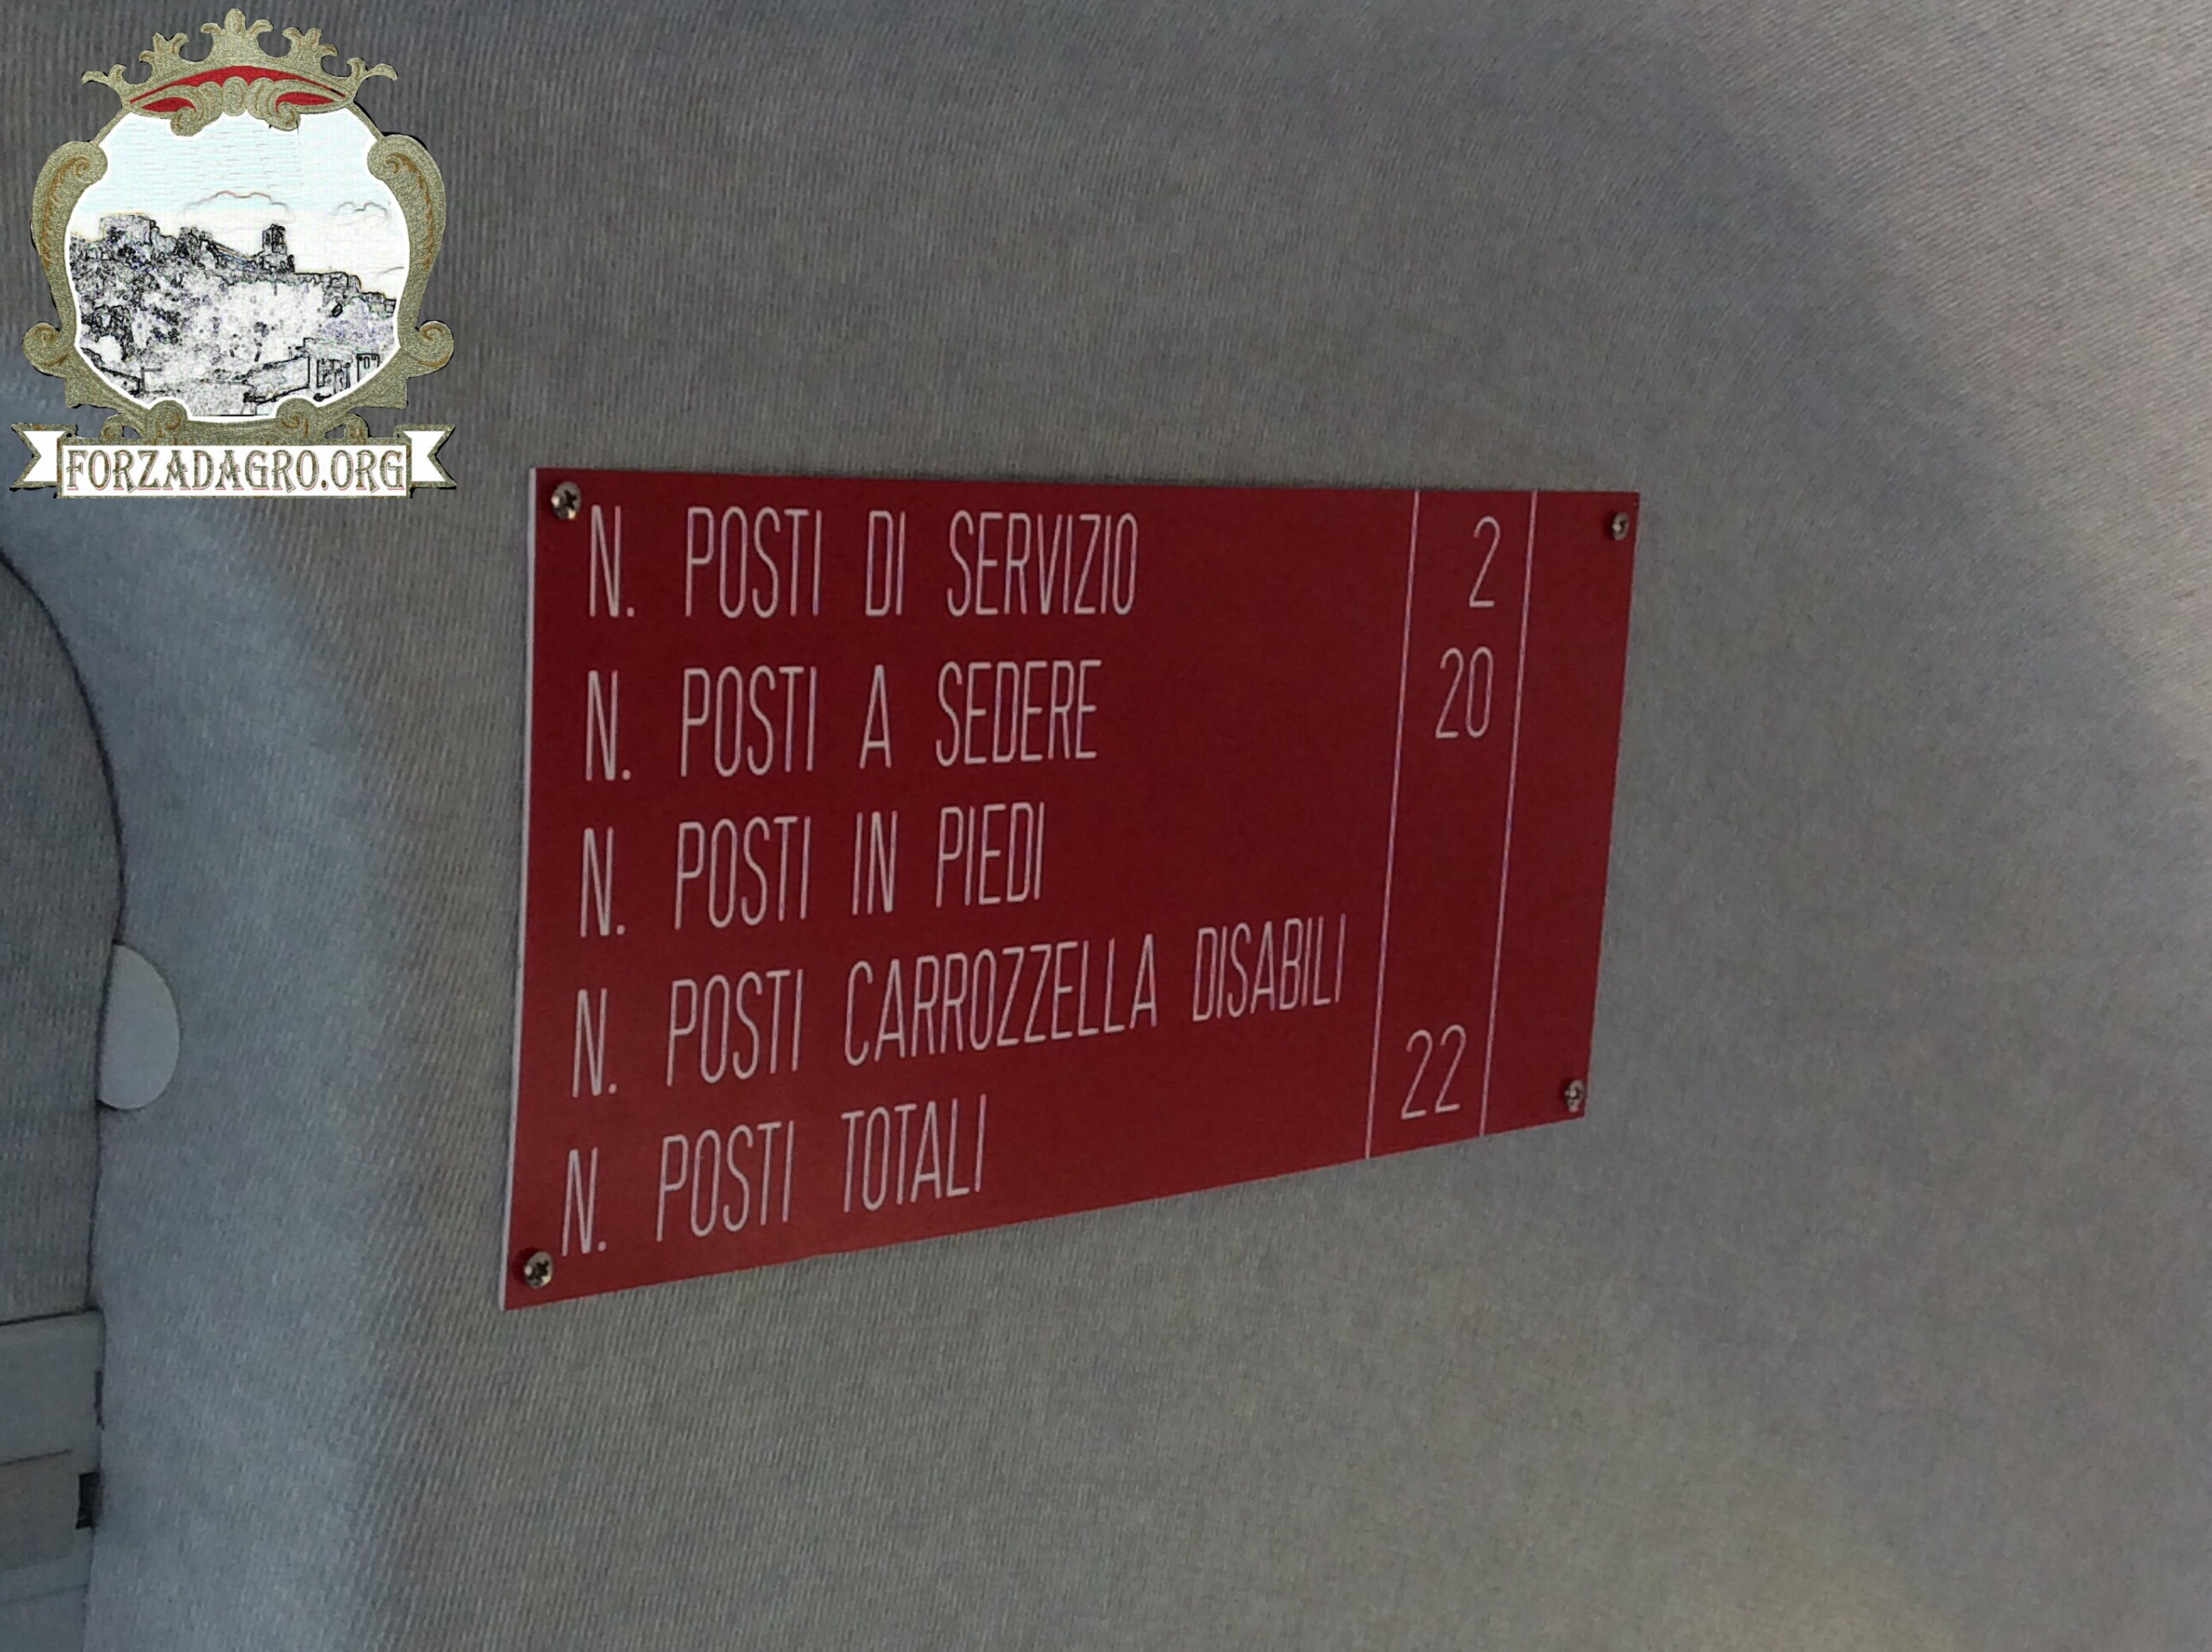 FORZADAGRO.ORG
N. POSTI DI SERVIZIO 2
N. POSTI A SEDERE 20
N. POSTI IN PIEDI
N. POSTI CARROZZELLA DISABILI
N. POSTI TOTALI 22